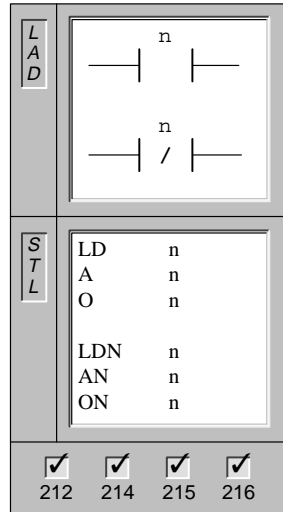 LAD
n
n
/
STL
LD n
A n
O n
LDN n
AN n
ON n
212 214 215 216